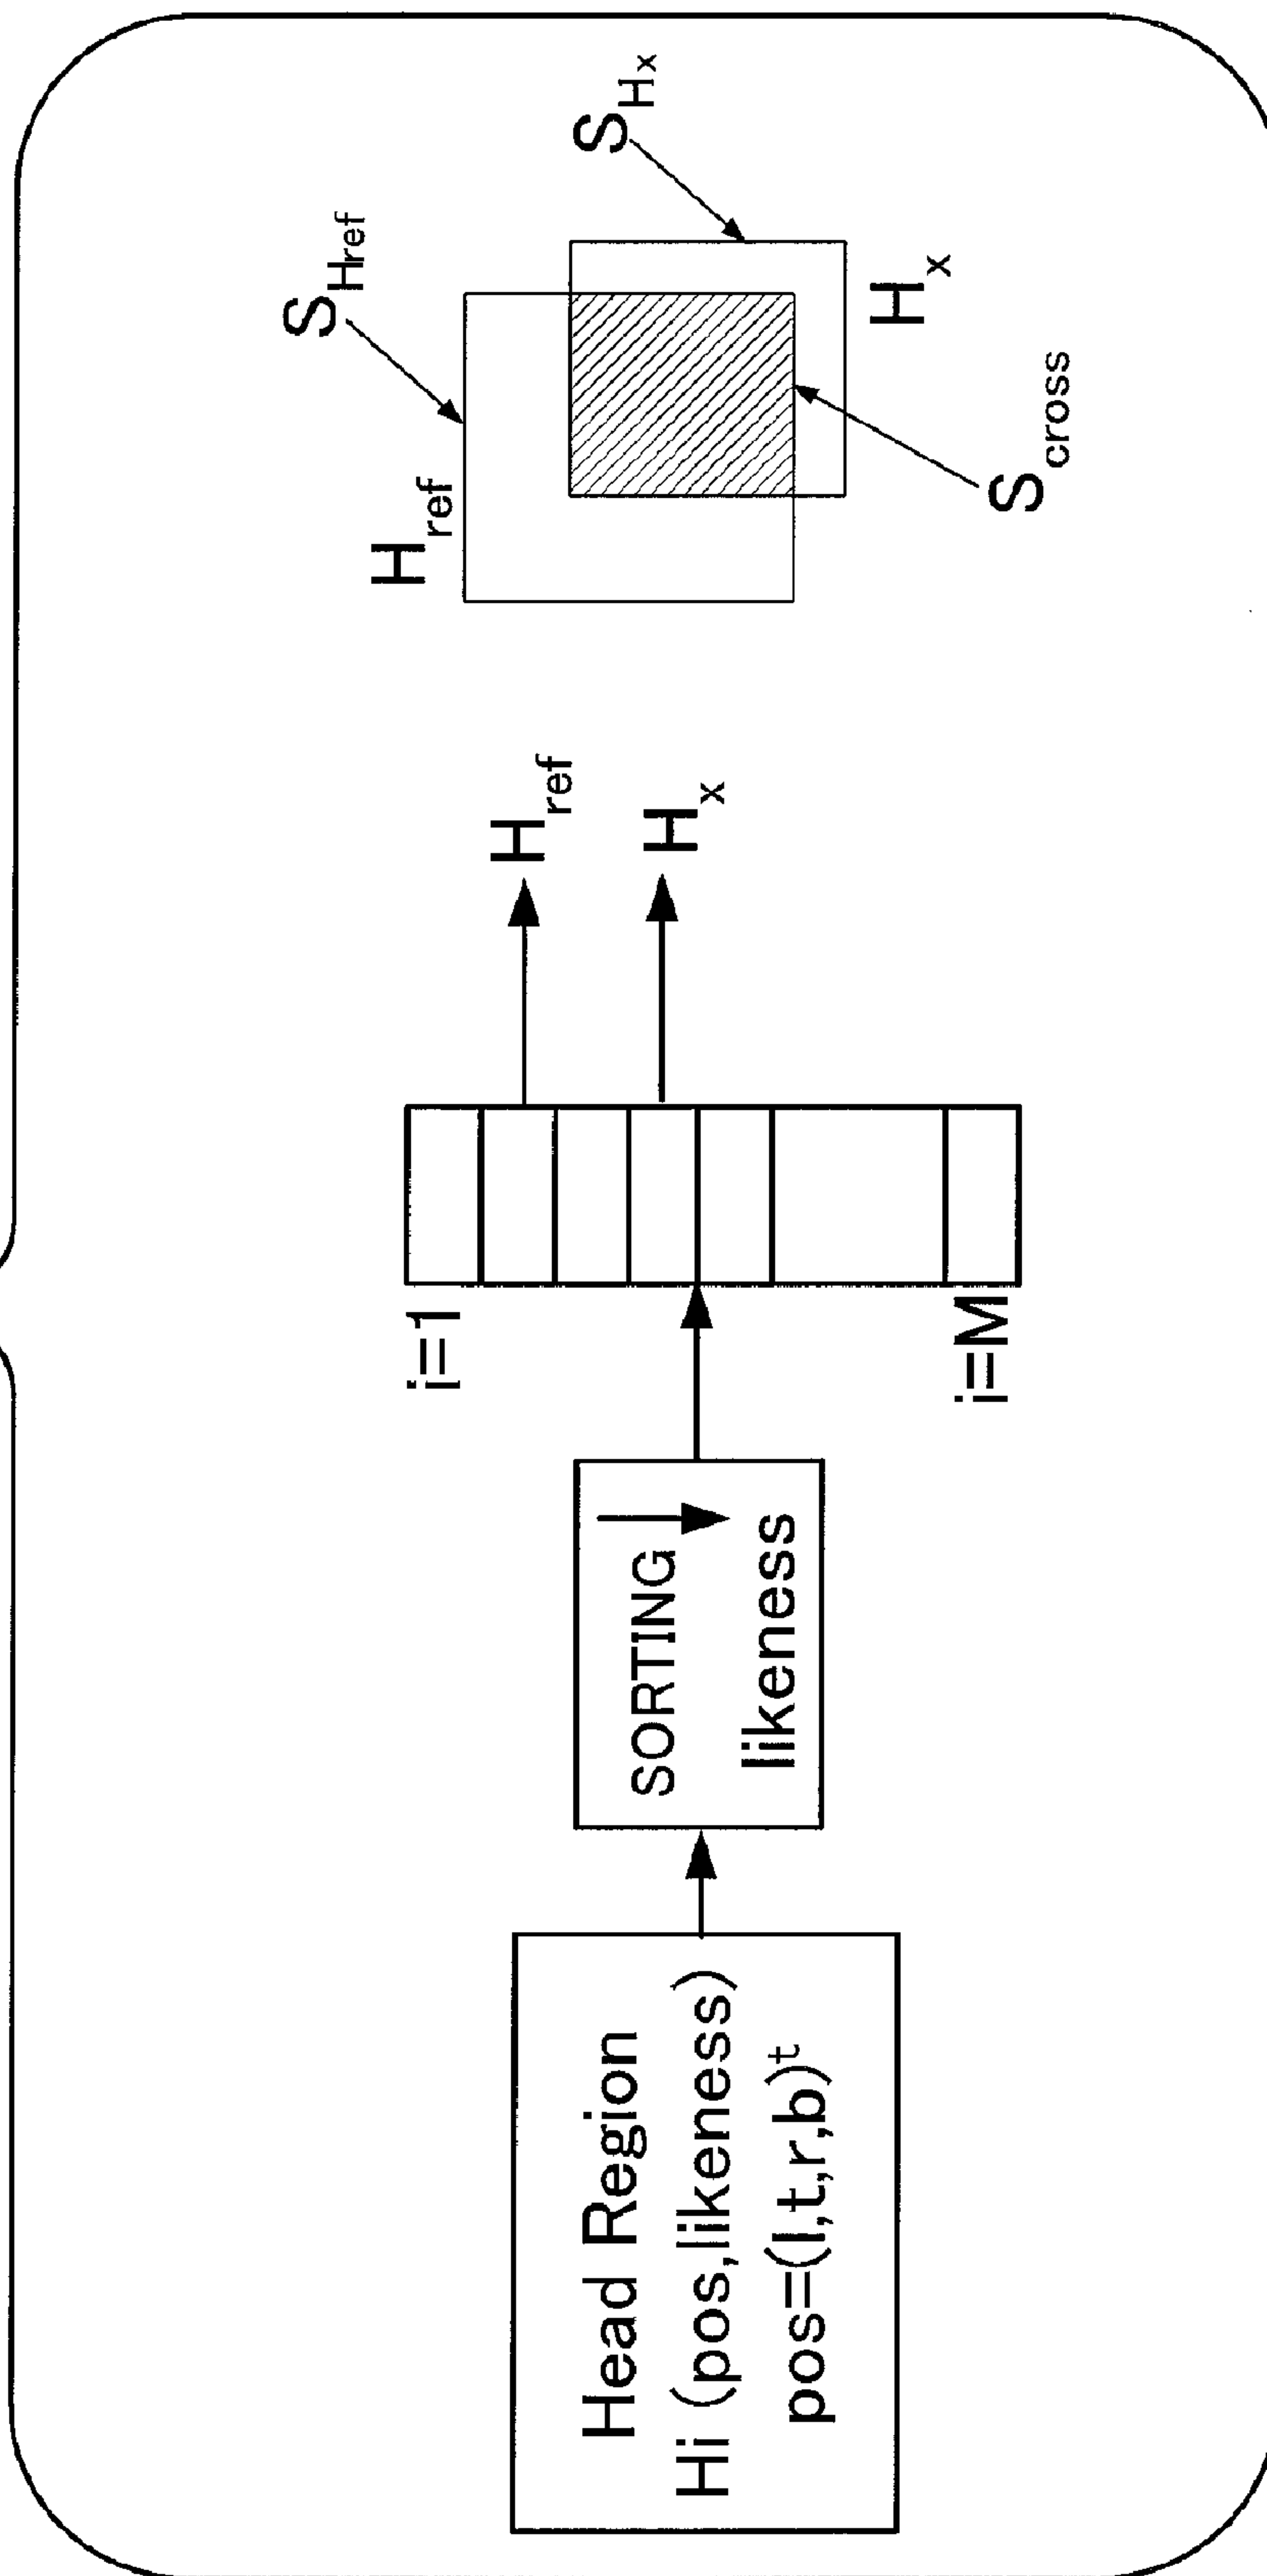 Head Region
Hi (pos,likeness)
pos=(l,t,r,b)ᵗ
SORTING
likeness
i=1
i=M
H_ref
H_x
H_ref
S_Href
S_Hx
H_x
S_cross